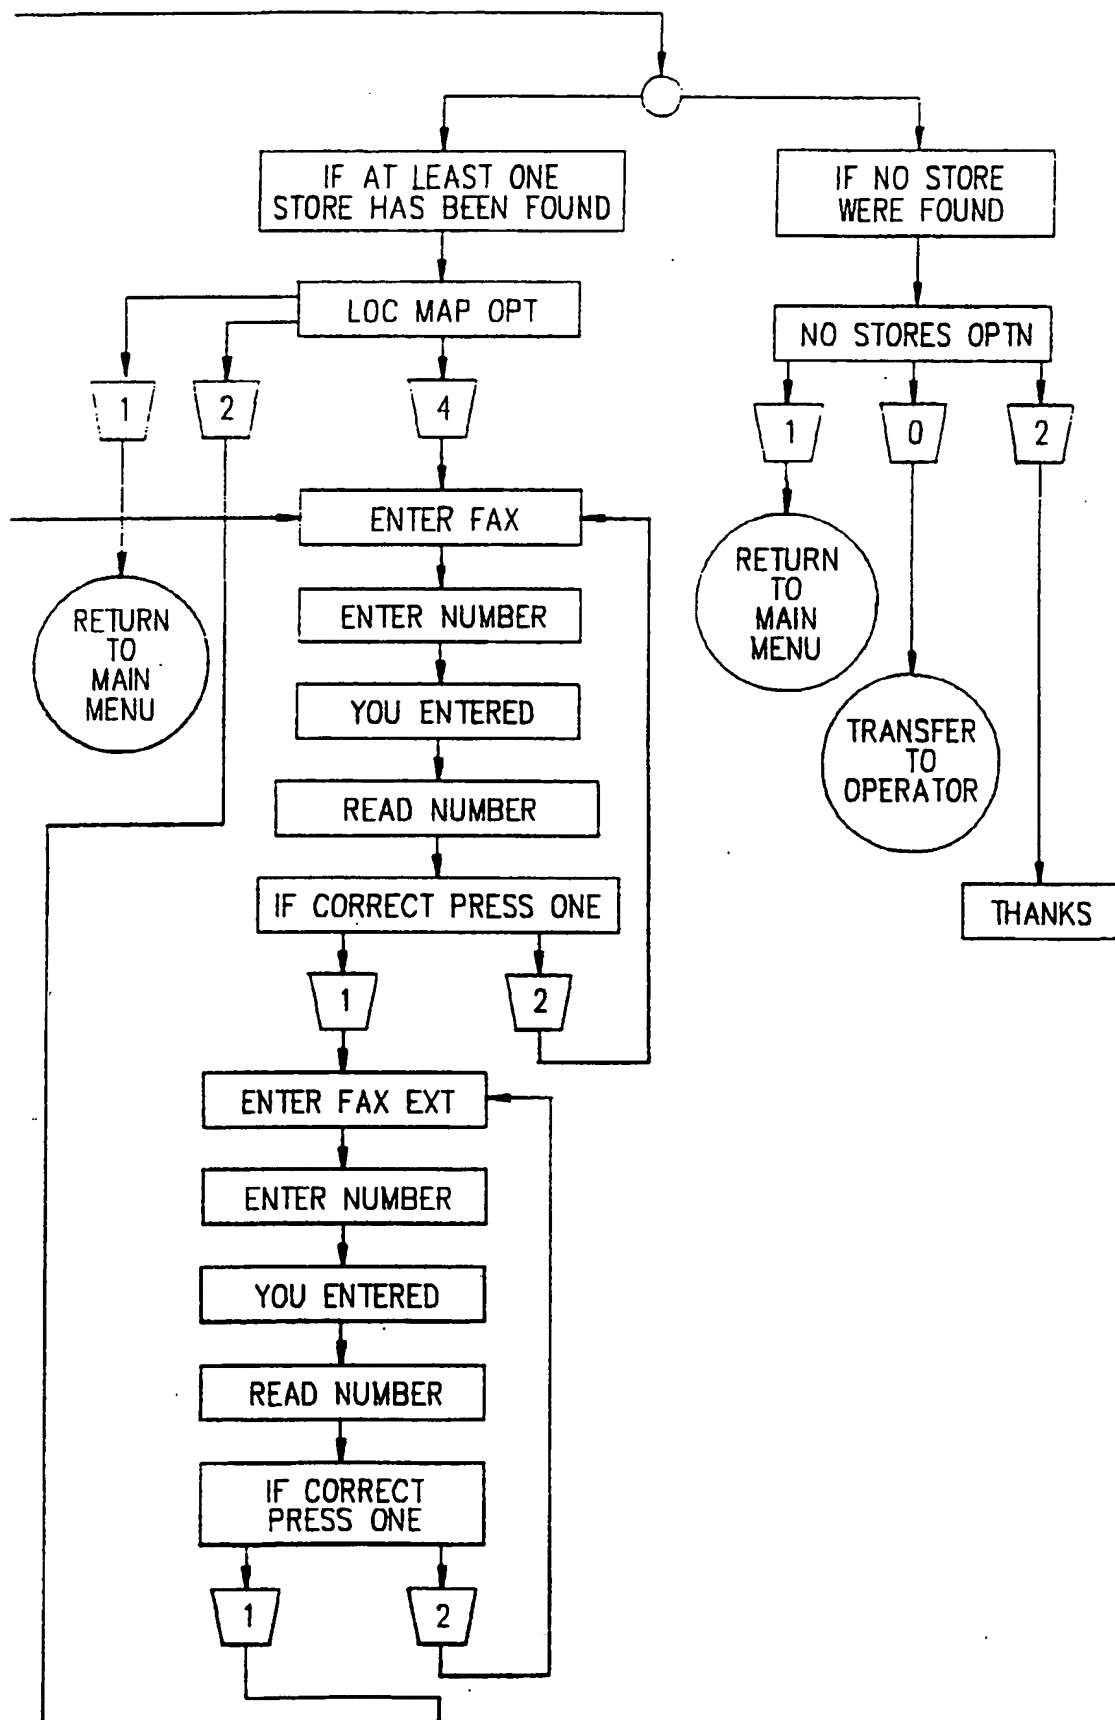 IF AT LEAST ONE
STORE HAS BEEN FOUND
IF NO STORE
WERE FOUND
LOC MAP OPT
NO STORES OPTN
1
2
4
1
0
2
ENTER FAX
RETURN
TO
MAIN
MENU
ENTER NUMBER
RETURN
TO
MAIN
MENU
YOU ENTERED
TRANSFER
TO
OPERATOR
READ NUMBER
IF CORRECT PRESS ONE
THANKS
1
2
ENTER FAX EXT
ENTER NUMBER
YOU ENTERED
READ NUMBER
IF CORRECT
PRESS ONE
1
2